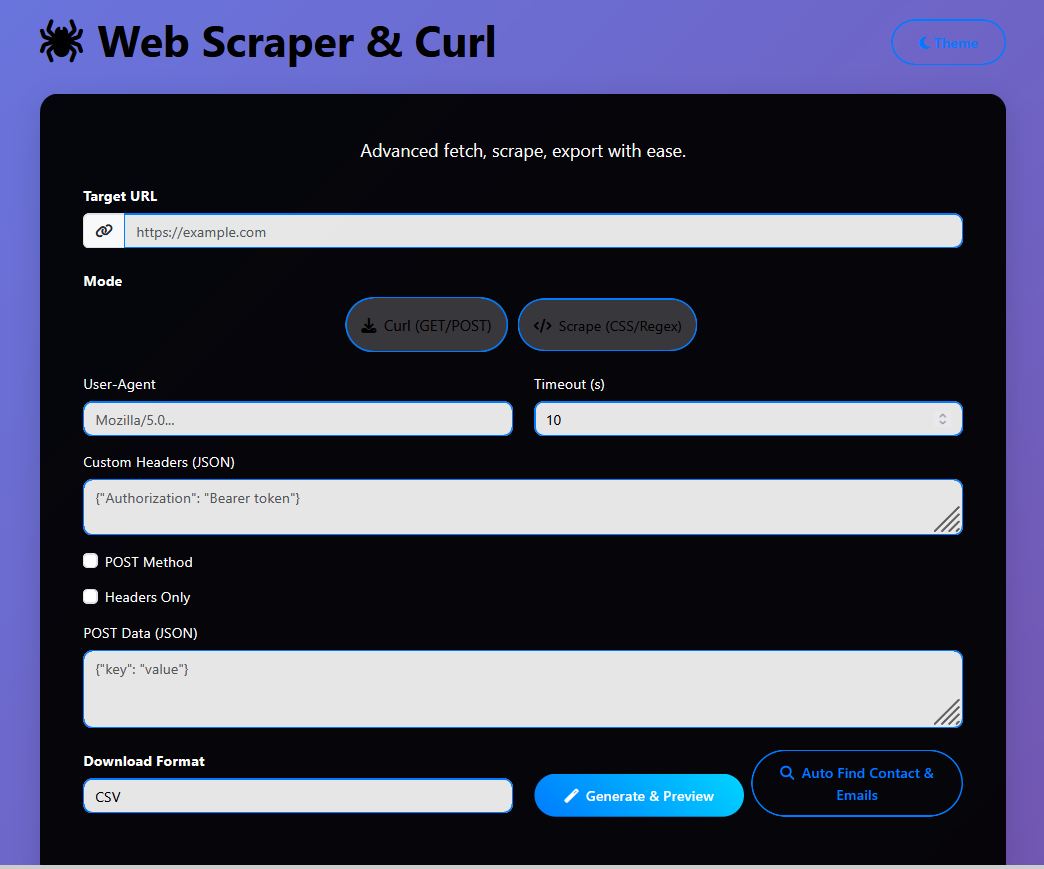 Web Scraper & Curl
Theme
Advanced fetch, scrape, export with ease.
Target URL
https://example.com
Mode
Curl (GET/POST)
</> Scrape (CSS/Regex)
User-Agent
Timeout (s)
Mozilla/5.0...
10
Custom Headers (JSON)
{"Authorization": "Bearer token"}
POST Method
Headers Only
POST Data (JSON)
{"key": "value"}
Download Format
CSV
Generate & Preview
Auto Find Contact &
Emails